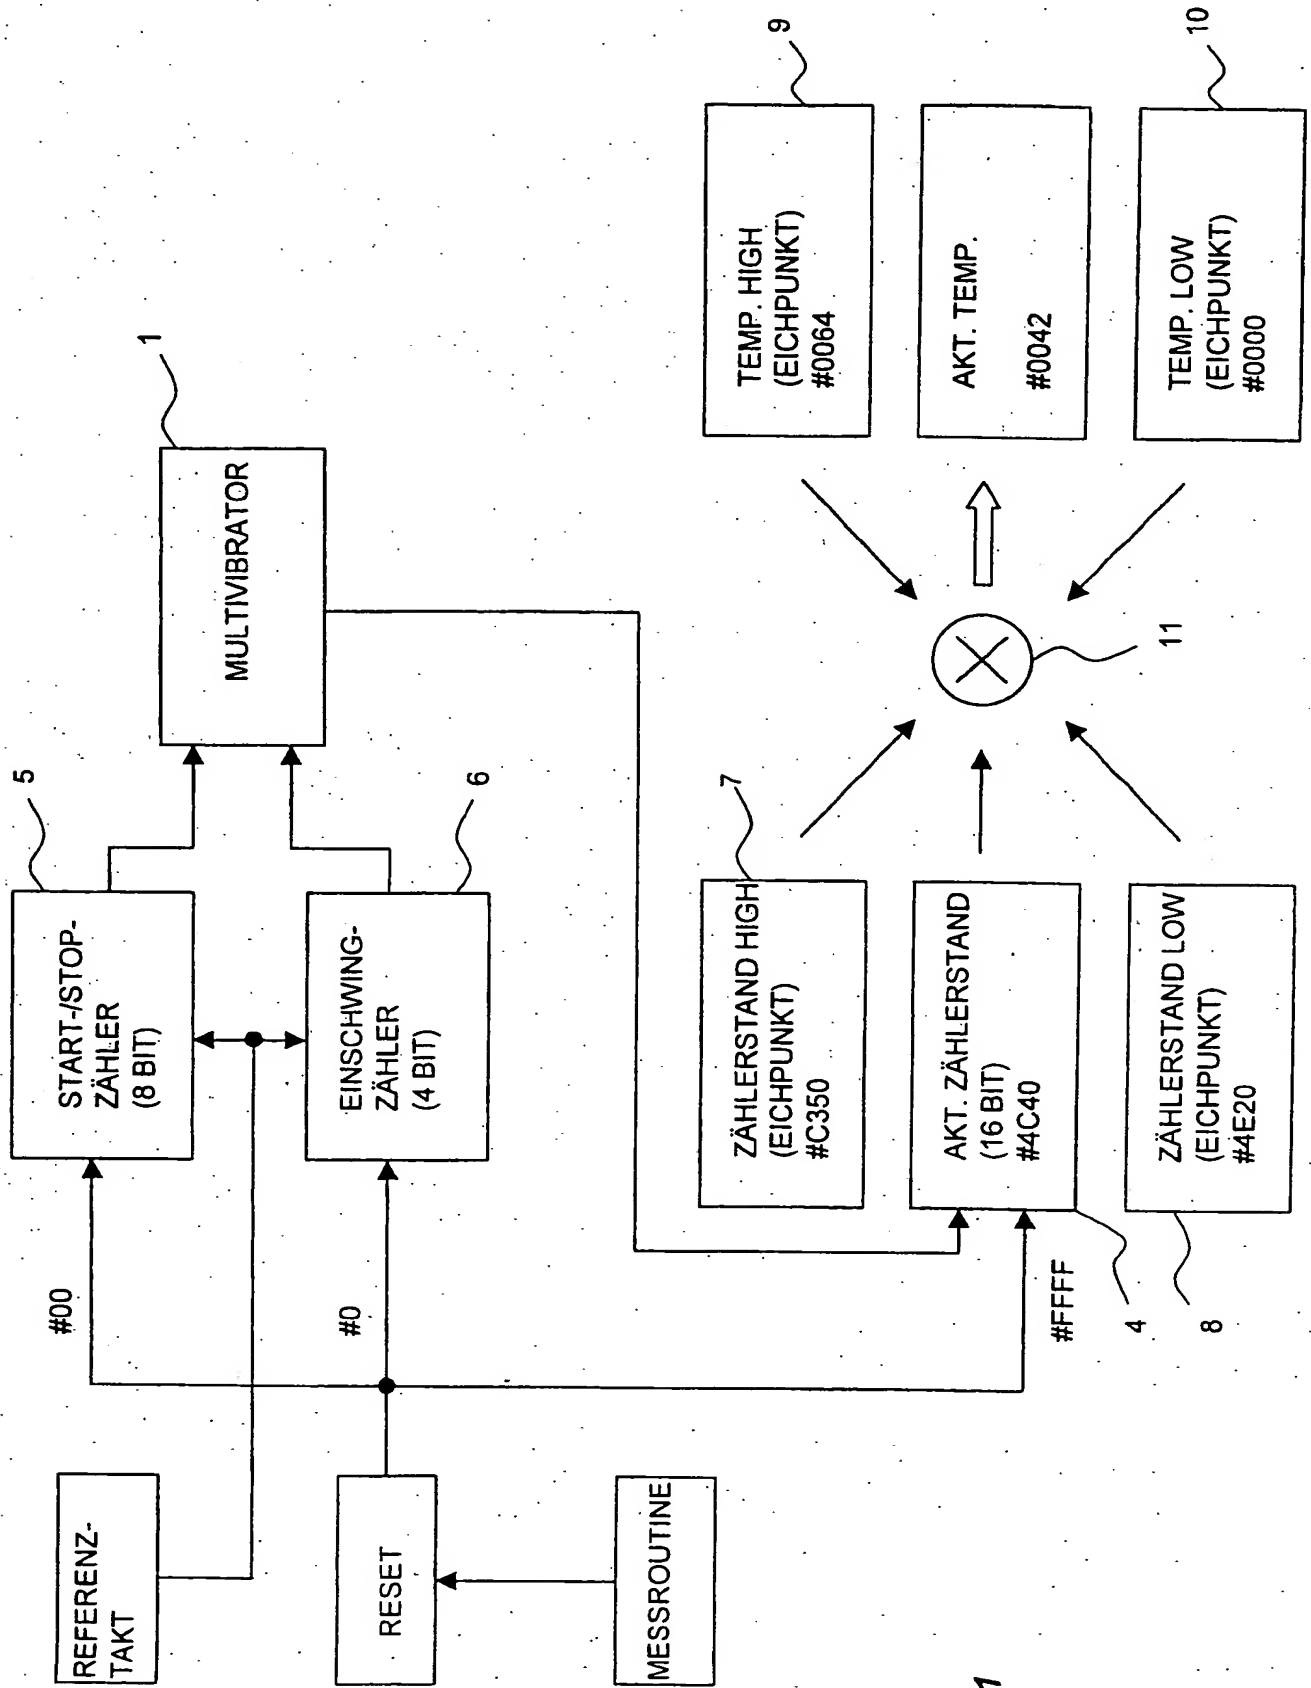 REFERENZ-
TAKT
RESET
MESSROUTINE
#00
#0
#FFFF
START-/STOP-
ZÄHLER
(8 BIT)
5
EINSCHWING-
ZÄHLER
(4 BIT)
6
MULTIVIBRATOR
1
ZÄHLERSTAND HIGH
(EICHPUNKT)
#C350
7
AKT. ZÄHLERSTAND
(16 BIT)
#4C40
4
ZÄHLERSTAND LOW
(EICHPUNKT)
#4E20
8
11
TEMP. HIGH
(EICHPUNKT)
#0064
9
AKT. TEMP.
#0042
TEMP. LOW
(EICHPUNKT)
#0000
10
1